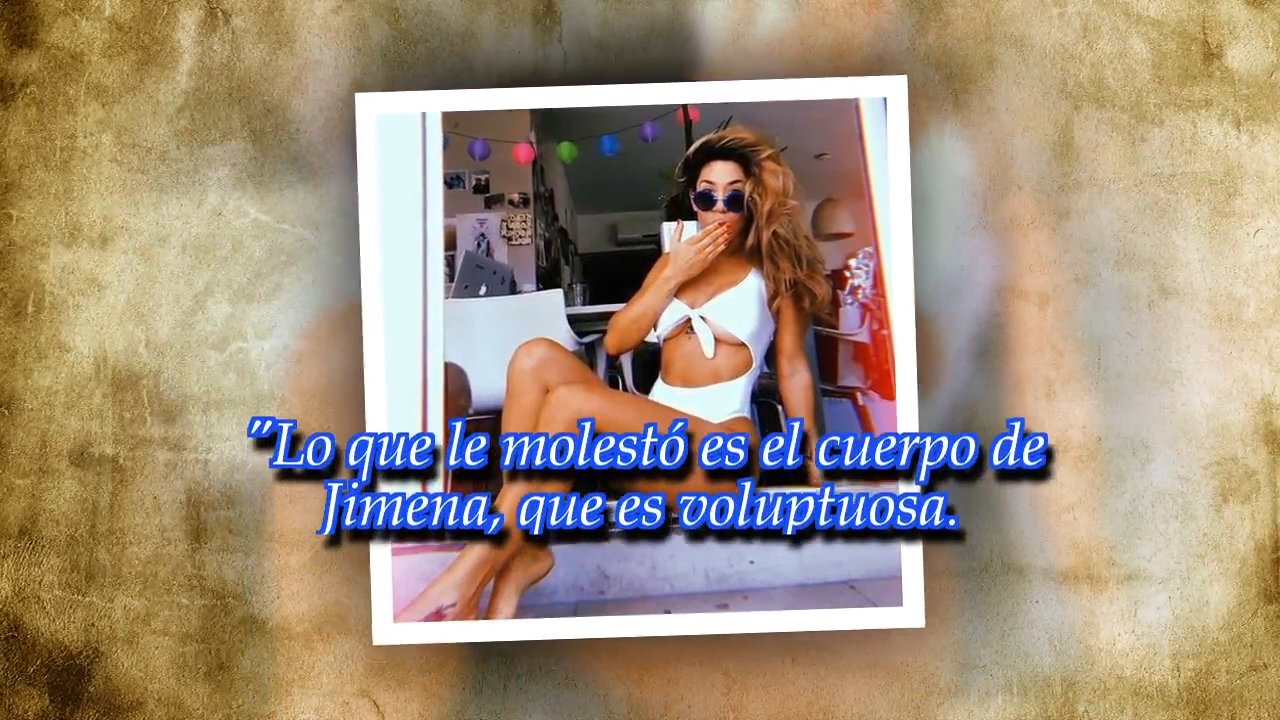 "Lo que le molestó es el cuerpo de
Jimena, que es voluptuosa.